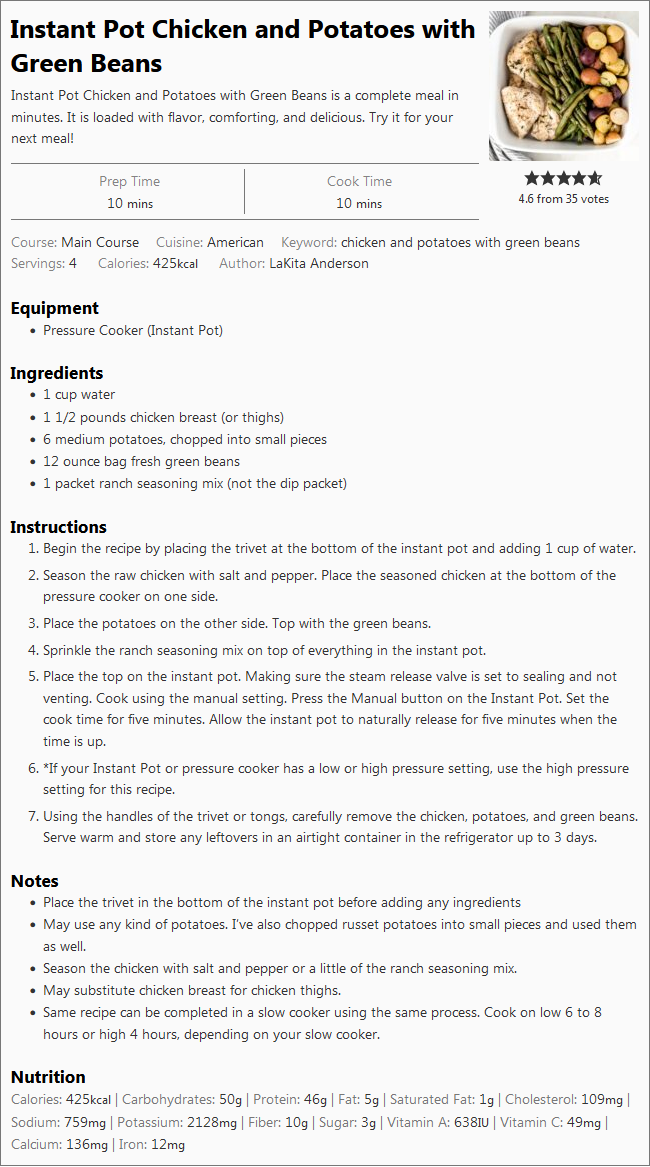 Instant Pot Chicken and Potatoes with
Green Beans
Instant Pot Chicken and Potatoes with Green Beans is a complete meal in
minutes. It is loaded with flavor, comforting, and delicious. Try it for your
next meal!
Prep Time
10 mins
Cook Time
10 mins
4.6 from 35 votes
Course: Main Course Cuisine: American Keyword: chicken and potatoes with green beans
Servings: 4 Calories: 425kcal Author: LaKita Anderson
Equipment
• Pressure Cooker (Instant Pot)
Ingredients
• 1 cup water
• 1 1/2 pounds chicken breast (or thighs)
• 6 medium potatoes, chopped into small pieces
• 12 ounce bag fresh green beans
• 1 packet ranch seasoning mix (not the dip packet)
Instructions
1. Begin the recipe by placing the trivet at the bottom of the instant pot and adding 1 cup of water.
2. Season the raw chicken with salt and pepper. Place the seasoned chicken at the bottom of the
pressure cooker on one side.
3. Place the potatoes on the other side. Top with the green beans.
4. Sprinkle the ranch seasoning mix on top of everything in the instant pot.
5. Place the top on the instant pot. Making sure the steam release valve is set to sealing and not
venting. Cook using the manual setting. Press the Manual button on the Instant Pot. Set the
cook time for five minutes. Allow the instant pot to naturally release for five minutes when the
time is up.
6. *If your Instant Pot or pressure cooker has a low or high pressure setting, use the high pressure
setting for this recipe.
7. Using the handles of the trivet or tongs, carefully remove the chicken, potatoes, and green beans.
Serve warm and store any leftovers in an airtight container in the refrigerator up to 3 days.
Notes
• Place the trivet in the bottom of the instant pot before adding any ingredients
• May use any kind of potatoes. I've also chopped russet potatoes into small pieces and used them
as well.
• Season the chicken with salt and pepper or a little of the ranch seasoning mix.
• May substitute chicken breast for chicken thighs.
• Same recipe can be completed in a slow cooker using the same process. Cook on low 6 to 8
hours or high 4 hours, depending on your slow cooker.
Nutrition
Calories: 425kcal | Carbohydrates: 50g | Protein: 46g | Fat: 5g | Saturated Fat: 1g | Cholesterol: 109mg |
Sodium: 759mg | Potassium: 2128mg | Fiber: 10g | Sugar: 3g | Vitamin A: 638IU | Vitamin C: 49mg |
Calcium: 136mg | Iron: 12mg